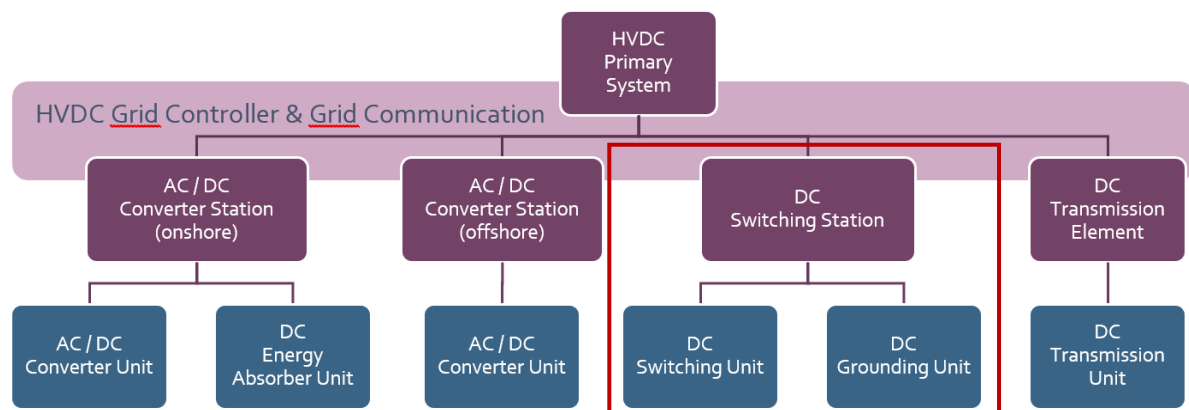 HVDC
Primary
System
HVDC Grid Controller & Grid Communication
AC / DC
Converter Station
(onshore)
AC / DC
Converter Station
(offshore)
DC
Switching Station
DC
Transmission
Element
AC / DC
Converter Unit
DC
Energy
Absorber Unit
AC / DC
Converter Unit
DC
Switching Unit
DC
Grounding Unit
DC
Transmission
Unit